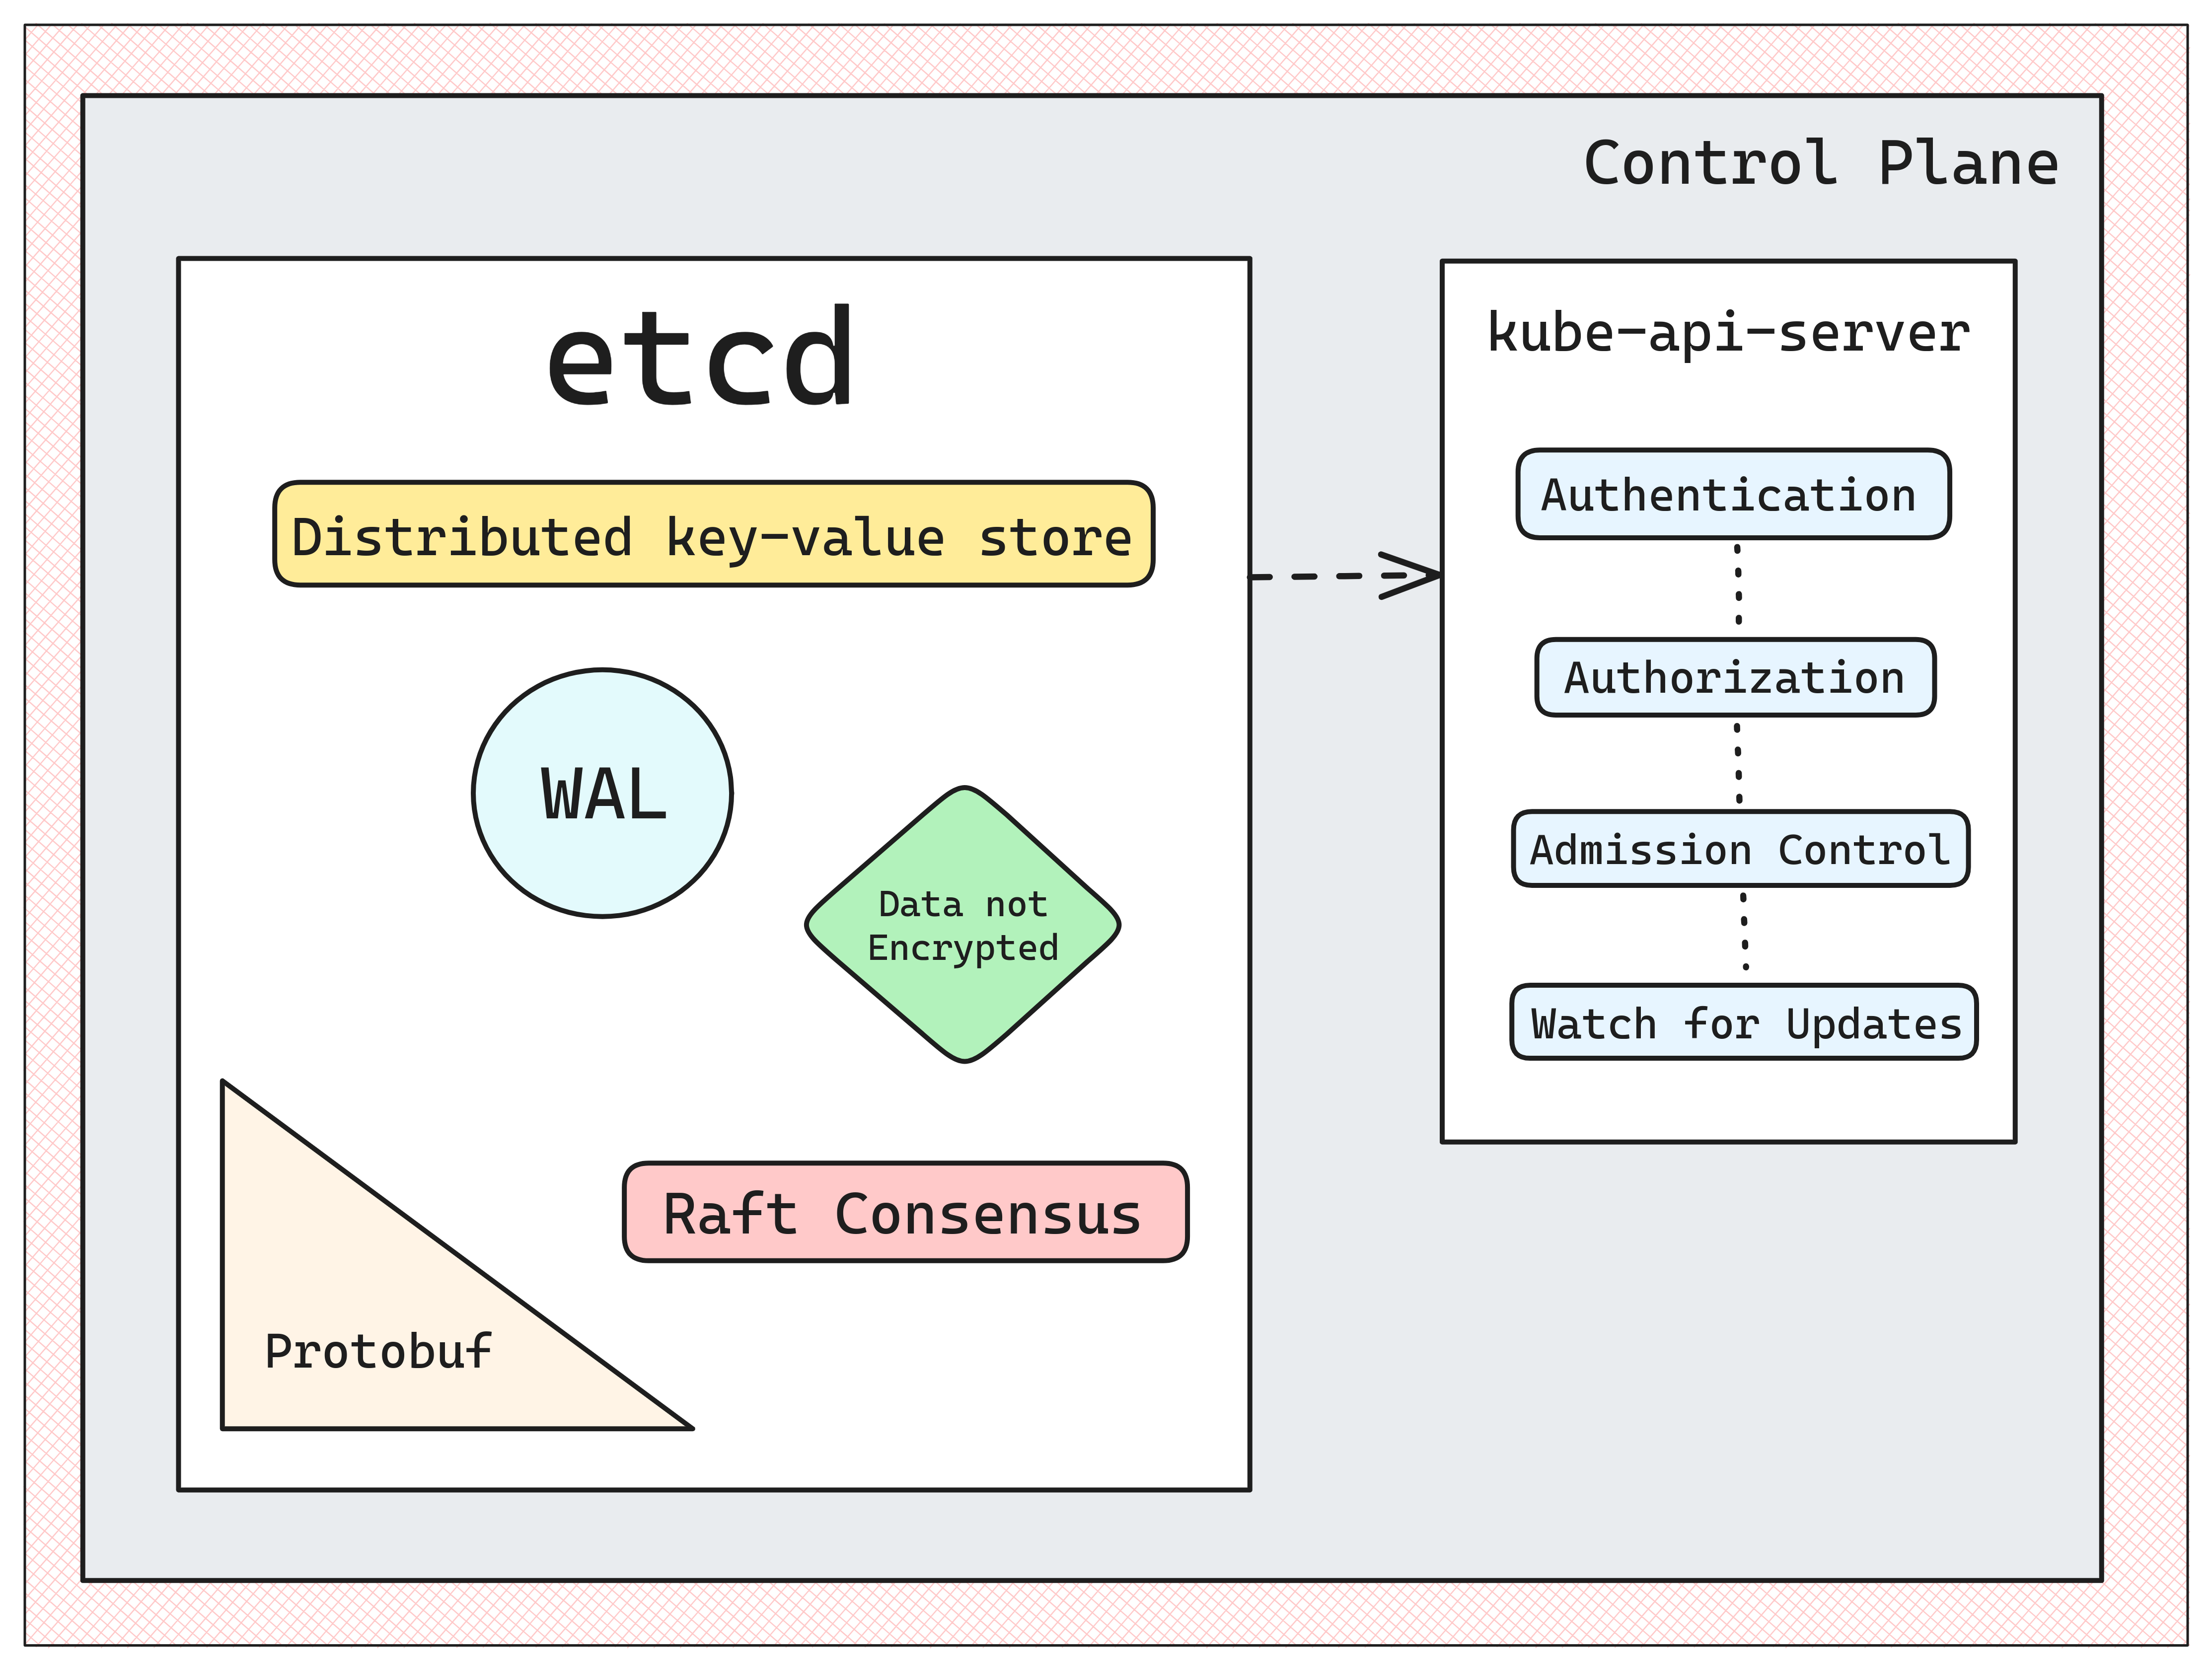 Control Plane
etcd
Distributed key-value store
WAL
Data not
Encrypted
Raft Consensus
Protobuf
kube-api-server
Authentication
Authorization
Admission Control
Watch for Updates